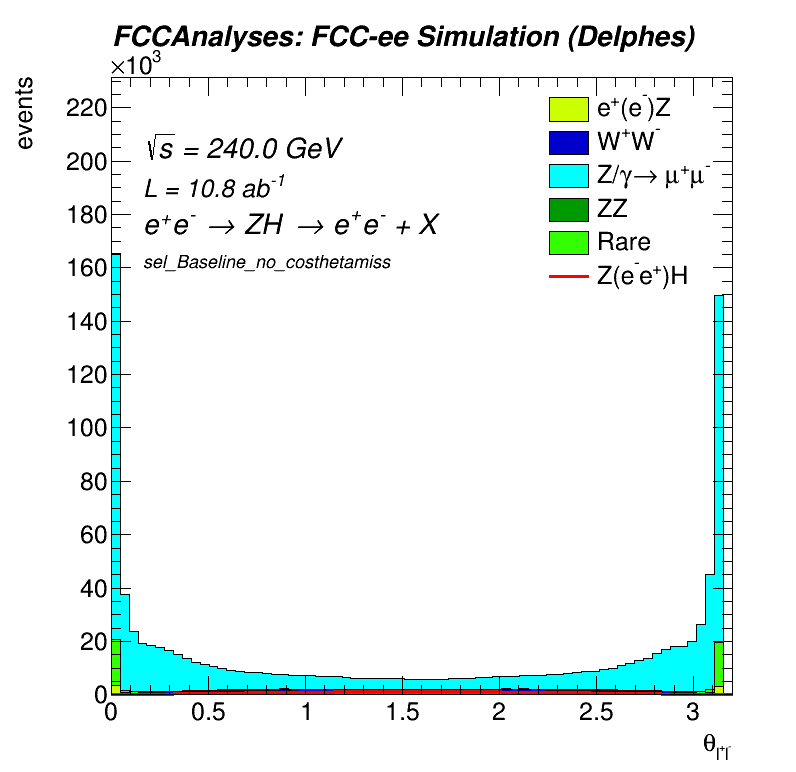 FCCAnalyses: FCC-ee Simulation (Delphes)
×10³
events
220
200
180
160
140
120
100
80
60
40
20
0
√s = 240.0 GeV
L = 10.8 ab⁻¹
e⁺e⁻ → ZH → e⁺e⁻ + X
sel_Baseline_no_costhetamiss
e⁺(e⁻)Z
W⁺W⁻
Z/γ→ μ⁺μ⁻
ZZ
Rare
Z(e⁻e⁺)H
0 0.5 1 1.5 2 2.5 3
θ_l⁺l⁻